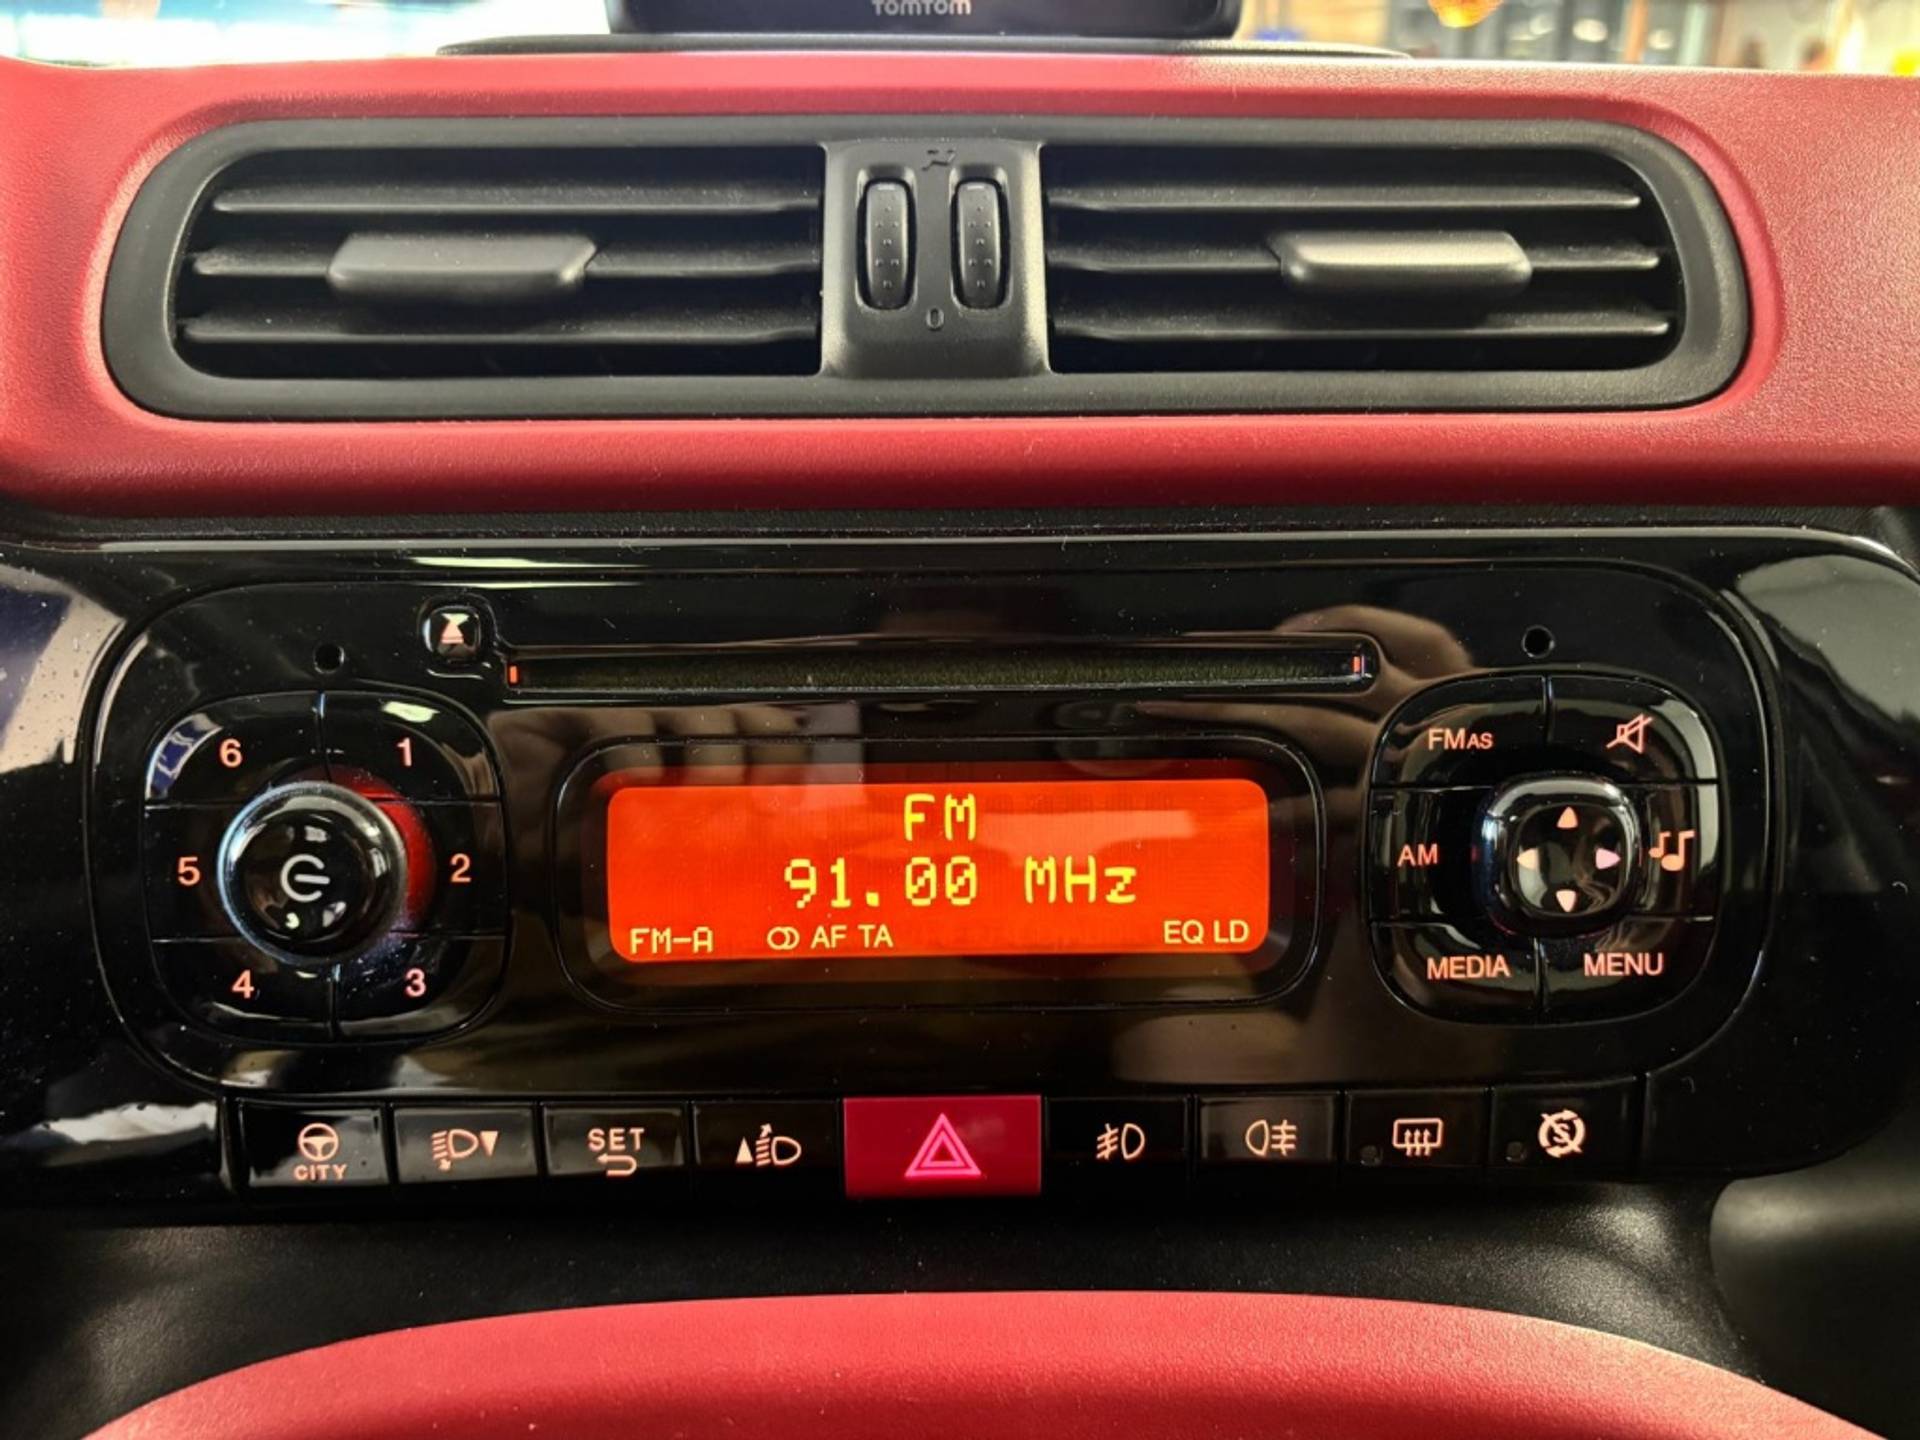 TOMTOM
0
6 1
5 2
4 3
FM
91.00 MHz
FM-A AF TA EQ LD
FMAS
AM
MEDIA MENU
CITY
SET
S